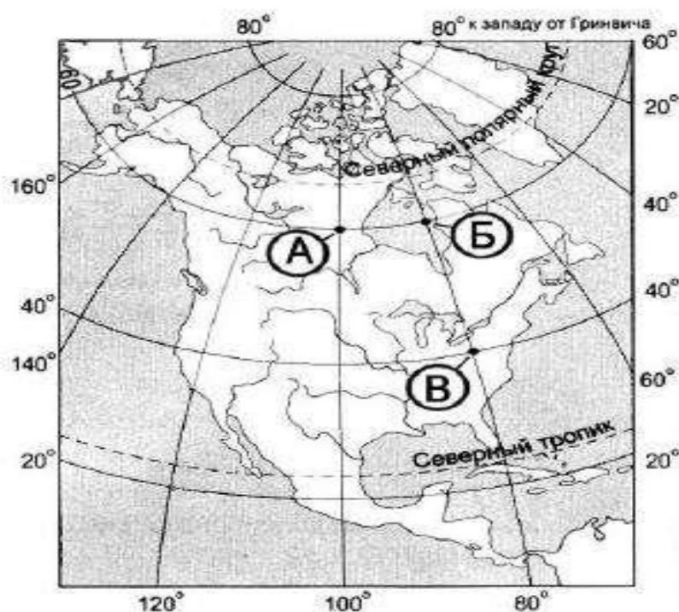 80° 80° к западу от Гринвича
60°
60
20°
Северный полярный круг
160°
40°
А
Б
40°
40°
140°
В
60°
Северный тропик
20°
20°
120° 100° 80°